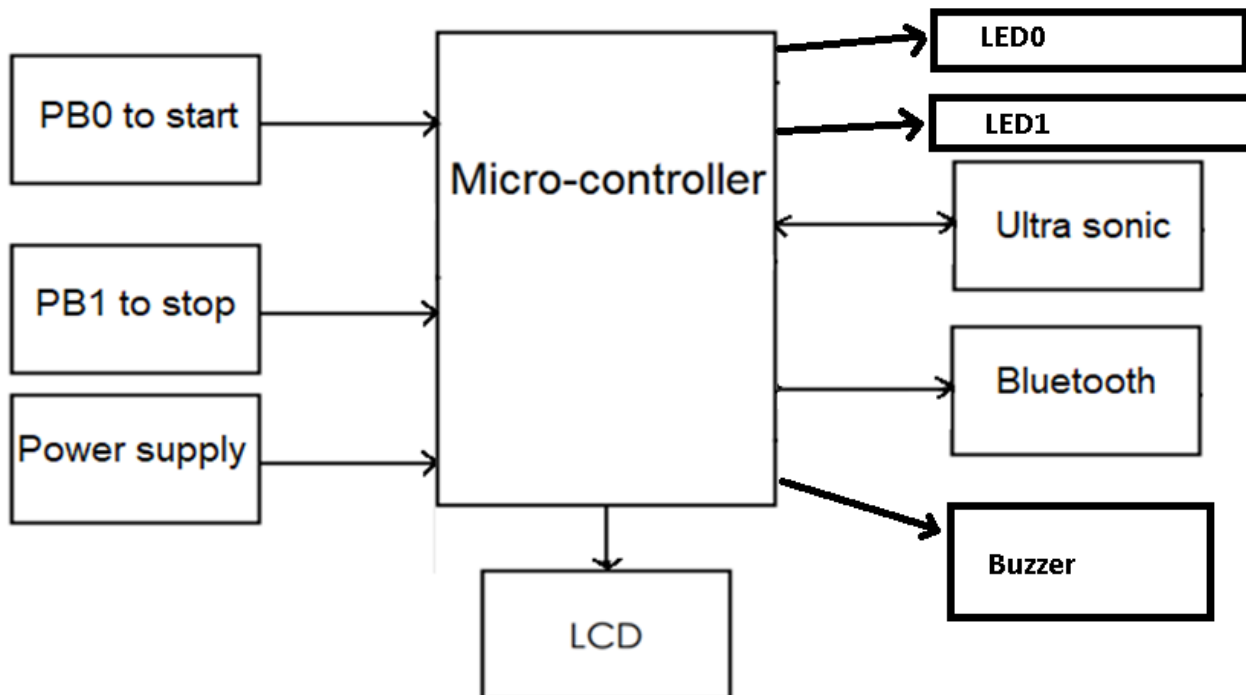 LED0
PB0 to start
LED1
Micro-controller
Ultra sonic
PB1 to stop
Bluetooth
Power supply
Buzzer
LCD